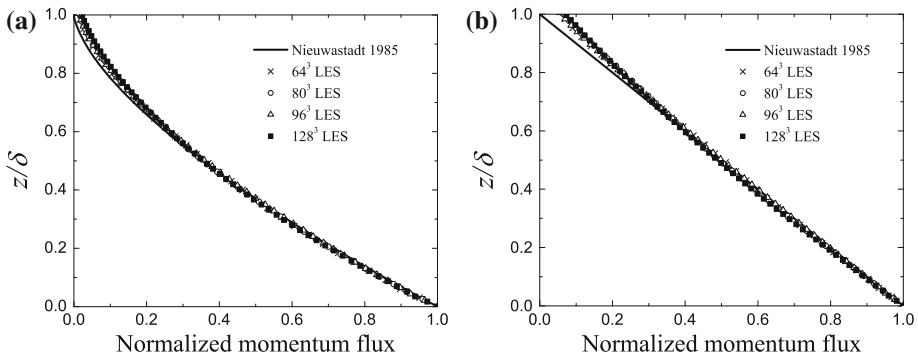 (a)
1.0
0.8
0.6
0.4
0.2
0.0
z/δ
0.0 0.2 0.4 0.6 0.8 1.0
Normalized momentum flux
Nieuwastadt 1985
64³ LES
80³ LES
96³ LES
128³ LES
(b)
1.0
0.8
0.6
0.4
0.2
0.0
z/δ
0.0 0.2 0.4 0.6 0.8 1.0
Normalized momentum flux
Nieuwastadt 1985
64³ LES
80³ LES
96³ LES
128³ LES